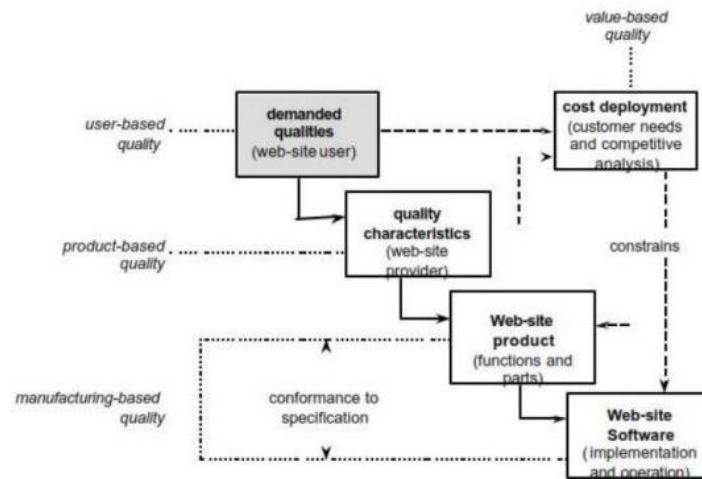 value-based
quality
demanded
qualities
(web-site user)
cost deployment
(customer needs
and competitive
analysis)
user-based
quality
quality
characteristics
(web-site
provider)
product-based
quality
constrains
Web-site
product
(functions and
parts)
manufacturing-based
quality
conformance to
specification
Web-site
Software
( implementation
and operation)